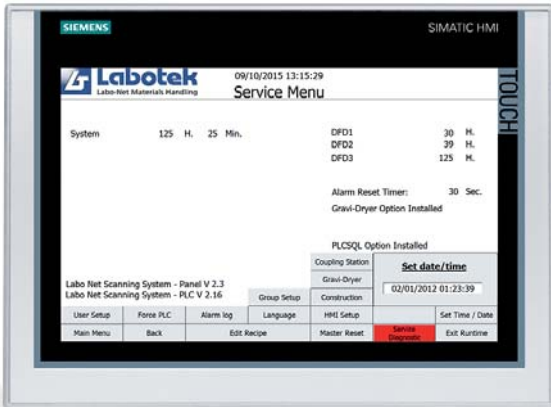 SIEMENS
SIMATIC HMI
TOUCH
Labotek
Labo-Net Materials Handling
09/10/2015 13:15:29
Service Menu
System 125 H. 25 Min.
DFD1 30 H.
DFD2 39 H.
DFD3 125 H.
Alarm Reset Timer: 30 Sec.
Gravi-Dryer Option Installed
PLCSQL Option Installed
Coupling Station
Set date/time
Gravi-Dryer
02/01/2012 01:23:39
Labo Net Scanning System - Panel V 2.3
Labo Net Scanning System - PLC V 2.16
Group Setup
Construction
User Setup
Force PLC
Alarm log
Language
HMI Setup
Set Time / Date
Main Menu
Back
Edit Recipe
Master Reset
Service Diagnostic
Exit Runtime